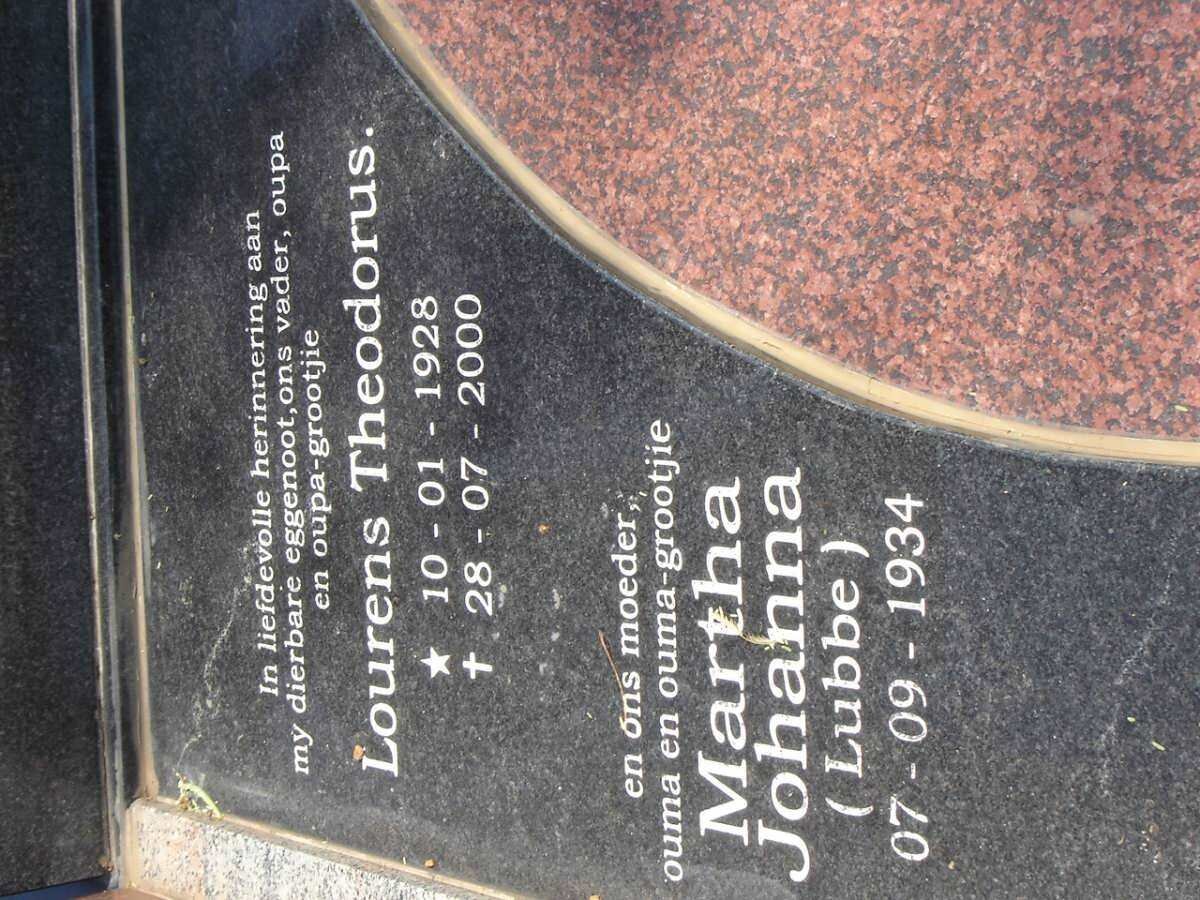 In liefdevolle herinnering aan
my dierbare eggenoot,ons vader, oupa
en oupa-grootjie
Lourens Theodorus.
★ 10 - 01 - 1928
✝ 28 - 07 - 2000
en ons moeder,
ouma en ouma-grootjie
Martha
Johanna
( Lubbe )
07 - 09 - 1934